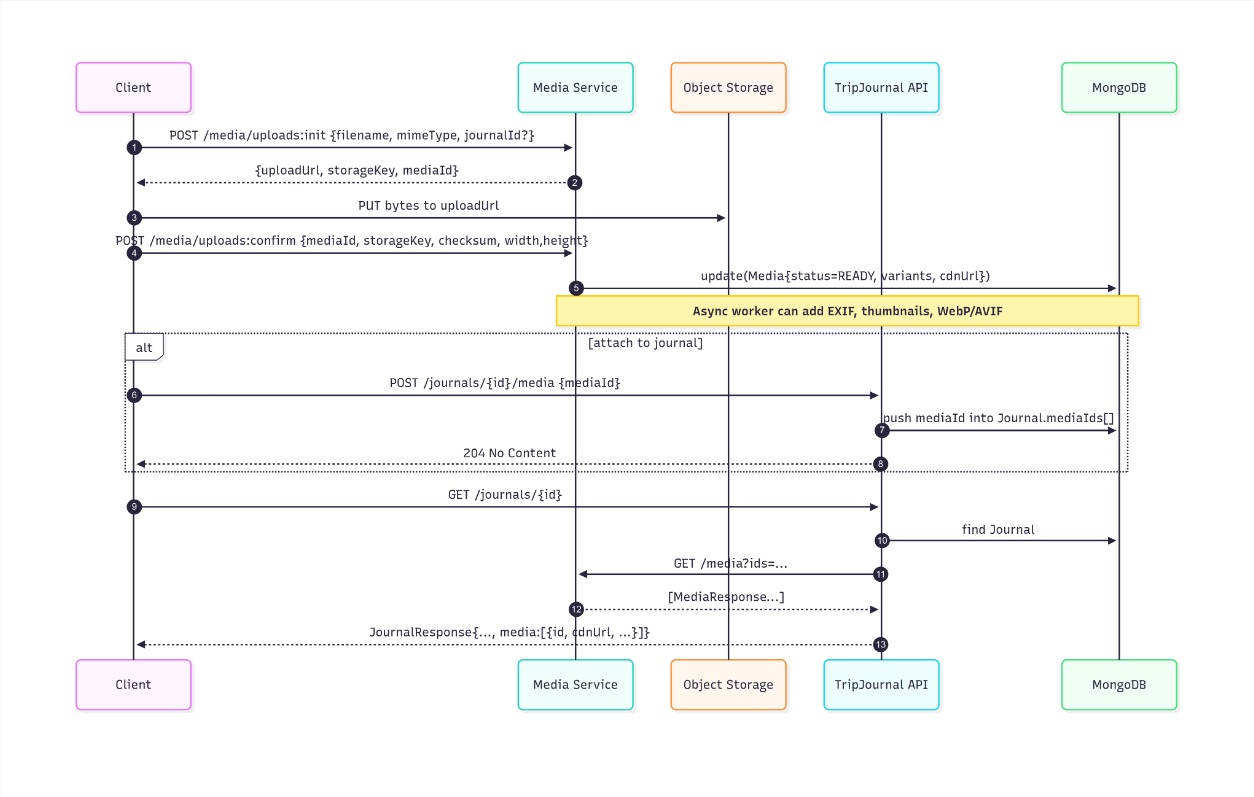 Client
Media Service
Object Storage
TripJournal API
MongoDB
POST /media/uploads:init {filename, mimeType, journalId?}
1
{uploadUrl, storageKey, mediaId}
2
PUT bytes to uploadUrl
3
POST /media/uploads:confirm {mediaId, storageKey, checksum, width,height}
4
update(Media{status=READY, variants, cdnUrl})
5
Async worker can add EXIF, thumbnails, WebP/AVIF
alt
[attach to journal]
POST /journals/{id}/media {mediaId}
6
push mediaId into Journal.mediaIds[]
7
204 No Content
8
GET /journals/{id}
9
find Journal
10
GET /media?ids=...
11
[MediaResponse...]
12
JournalResponse{..., media:[{id, cdnUrl, ...}]}
13
Client
Media Service
Object Storage
TripJournal API
MongoDB